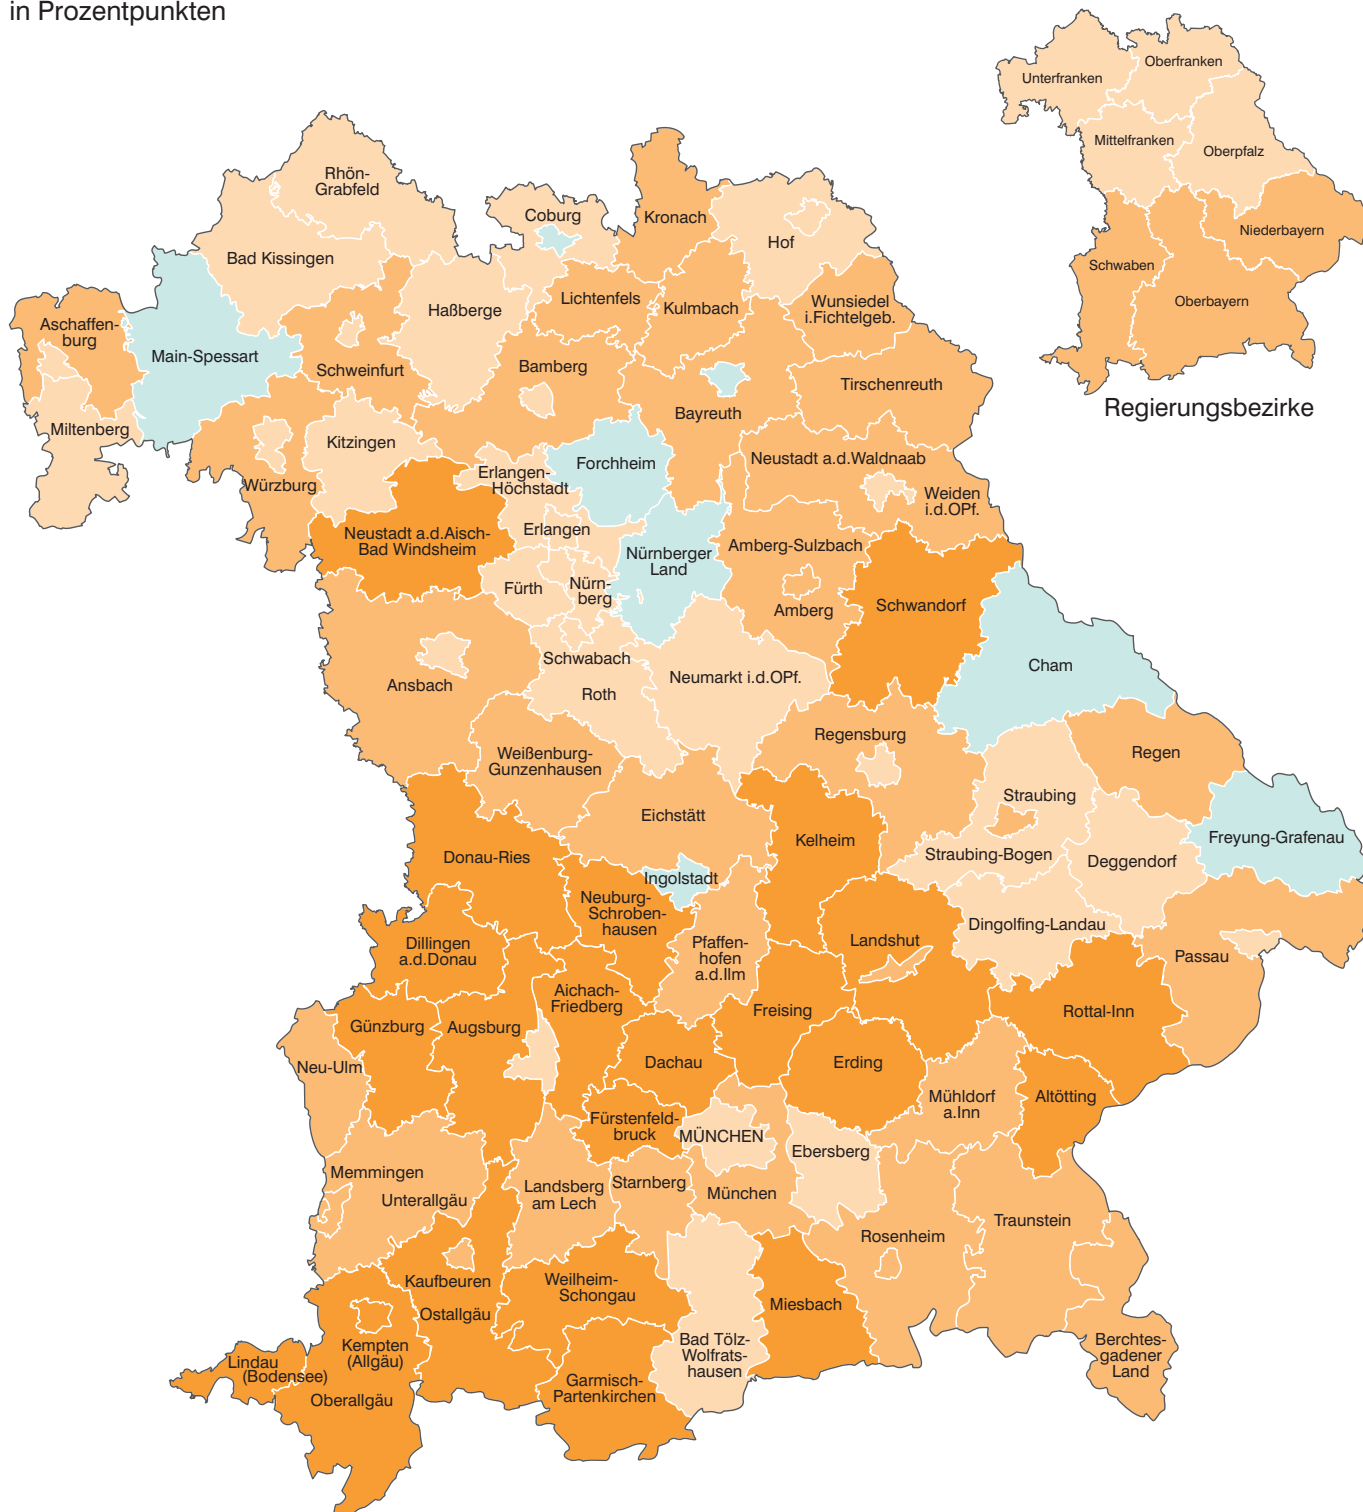 in Prozentpunkten
Unterfranken
Oberfranken
Mittelfranken
Oberpfalz
Niederbayern
Schwaben
Oberbayern
Regierungsbezirke
Rhön-
Grabfeld
Coburg
Kronach
Hof
Bad Kissingen
Lichtenfels
Kulmbach
Wunsiedel
i.Fichtelgeb.
Haßberge
Aschaffen-
burg
Main-Spessart
Schweinfurt
Bamberg
Tirschenreuth
Bayreuth
Miltenberg
Kitzingen
Neustadt a.d.Waldnaab
Forchheim
Erlangen-
Höchstadt
Würzburg
Weiden
i.d.OPf.
Neustadt a.d.Aisch-
Bad Windsheim
Erlangen
Nürnberger
Land
Amberg-Sulzbach
Fürth
Nürn-
berg
Amberg
Schwandorf
Schwabach
Cham
Neumarkt i.d.OPf.
Ansbach
Roth
Regensburg
Weißenburg-
Gunzenhausen
Regen
Straubing
Eichstätt
Kelheim
Freyung-Grafenau
Donau-Ries
Straubing-Bogen
Deggendorf
Ingolstadt
Neuburg-
Schroben-
hausen
Dingolfing-Landau
Landshut
Dillingen
a.d.Donau
Pfaffen-
hofen
a.d.Ilm
Passau
Aichach-
Friedberg
Freising
Rottal-Inn
Günzburg
Augsburg
Neu-Ulm
Dachau
Erding
Mühldorf
a.Inn
Altötting
Fürstenfeld-
bruck
MÜNCHEN
Ebersberg
Memmingen
Unterallgäu
Landsberg
am Lech
Starnberg
München
Traunstein
Rosenheim
Kaufbeuren
Weilheim-
Schongau
Ostallgäu
Miesbach
Kempten
(Allgäu)
Bad Tölz-
Wolfrats-
hausen
Berchtes-
gadener
Land
Lindau
(Bodensee)
Garmisch-
Partenkirchen
Oberallgäu